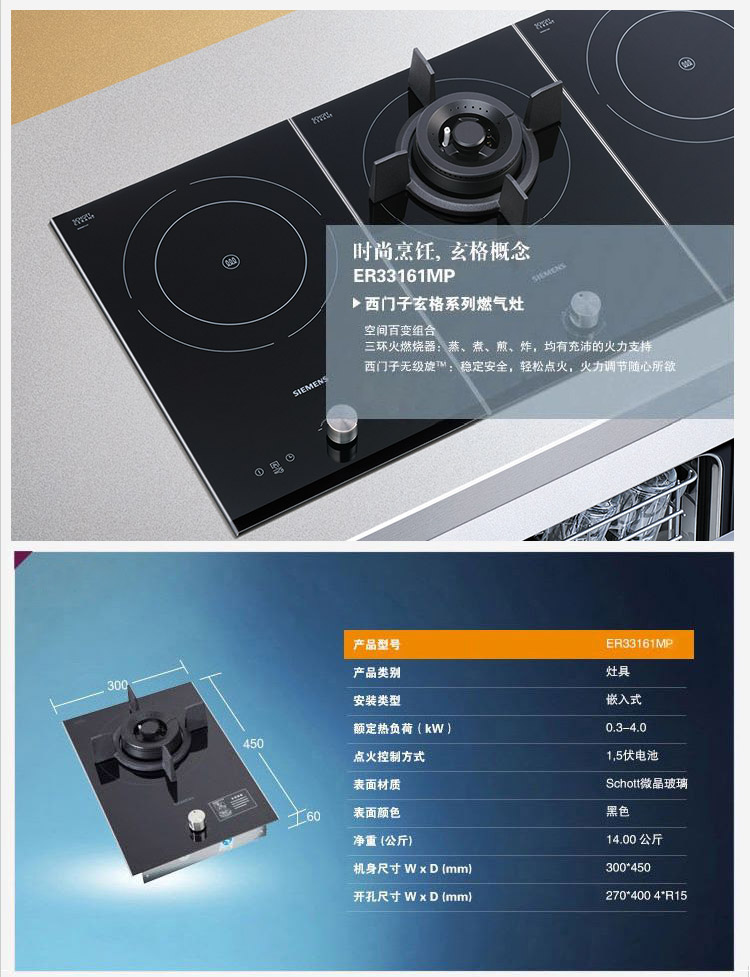 SCHOTT
CERAN®
SCHOTT
CERAN®
SCHOTT
CERAN®
SIEMENS
SIEMENS
时尚烹饪, 玄格概念
ER33161MP
▶西门子玄格系列燃气灶
空间百变组合
三环火燃烧器：蒸、煮、煎、炸，均有充沛的火力支持
西门子无级旋™：稳定安全，轻松点火，火力调节随心所欲
300
450
60
SIEMENS
产品型号 ER33161MP
产品类别 灶具
安装类型 嵌入式
额定热负荷 ( kW ) 0.3–4.0
点火控制方式 1,5伏电池
表面材质 Schott微晶玻璃
表面颜色 黑色
净重 (公斤) 14.00 公斤
机身尺寸 W x D (mm) 300*450
开孔尺寸 W x D (mm) 270*400 4*R15